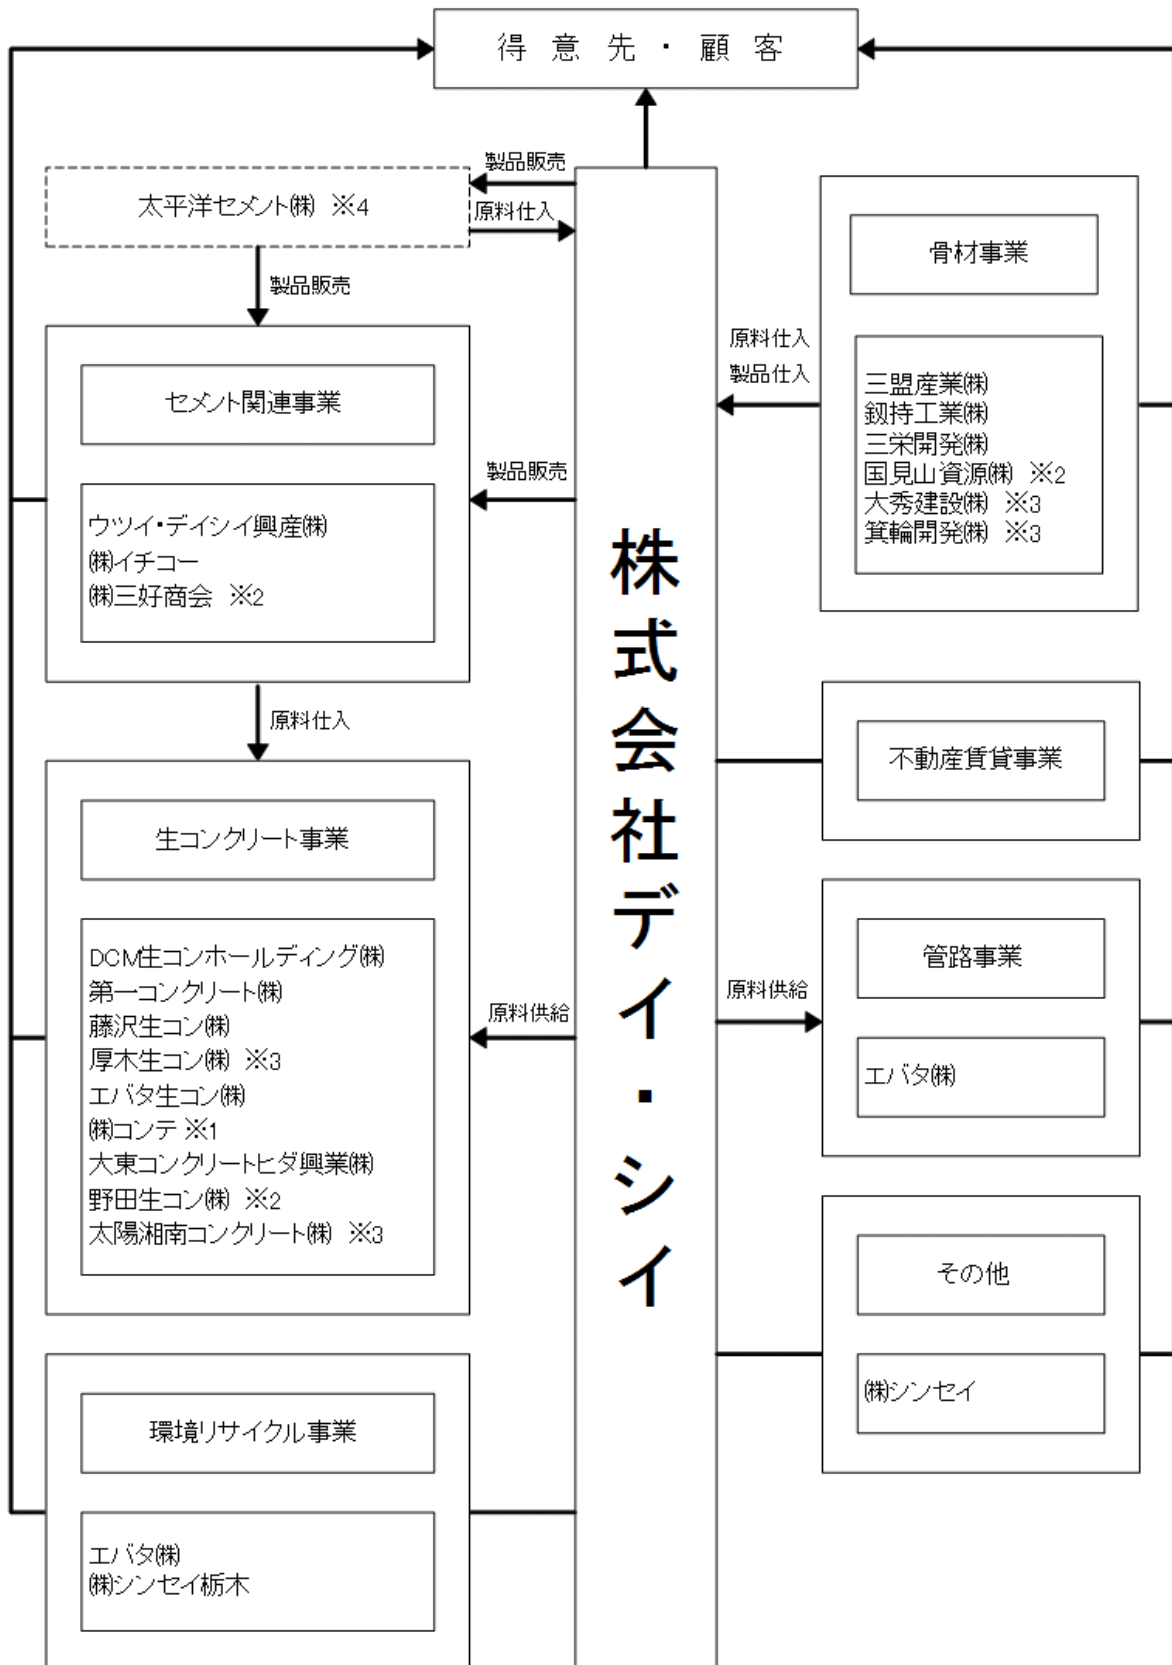 得意先・顧客
製品販売
太平洋セメント㈱ ※4
原料仕入
製品販売
セメント関連事業
製品販売
ウツイ・デイシイ興産㈱
㈱イチコー
㈱三好商会 ※2
原料仕入
生コンクリート事業
DCM生コンホールディング㈱
第一コンクリート㈱
藤沢生コン㈱
厚木生コン㈱ ※3
エバタ生コン㈱
㈱コンテ ※1
大東コンクリートヒダ興業㈱
野田生コン㈱ ※2
太陽湘南コンクリート㈱ ※3
原料供給
環境リサイクル事業
エバタ㈱
㈱シンセイ栃木
株式会社デイ・シイ
骨材事業
原料仕入
製品仕入
三盟産業㈱
釼持工業㈱
三栄開発㈱
国見山資源㈱ ※2
大秀建設㈱ ※3
箕輪開発㈱ ※3
不動産賃貸事業
管路事業
原料供給
エバタ㈱
その他
㈱シンセイ